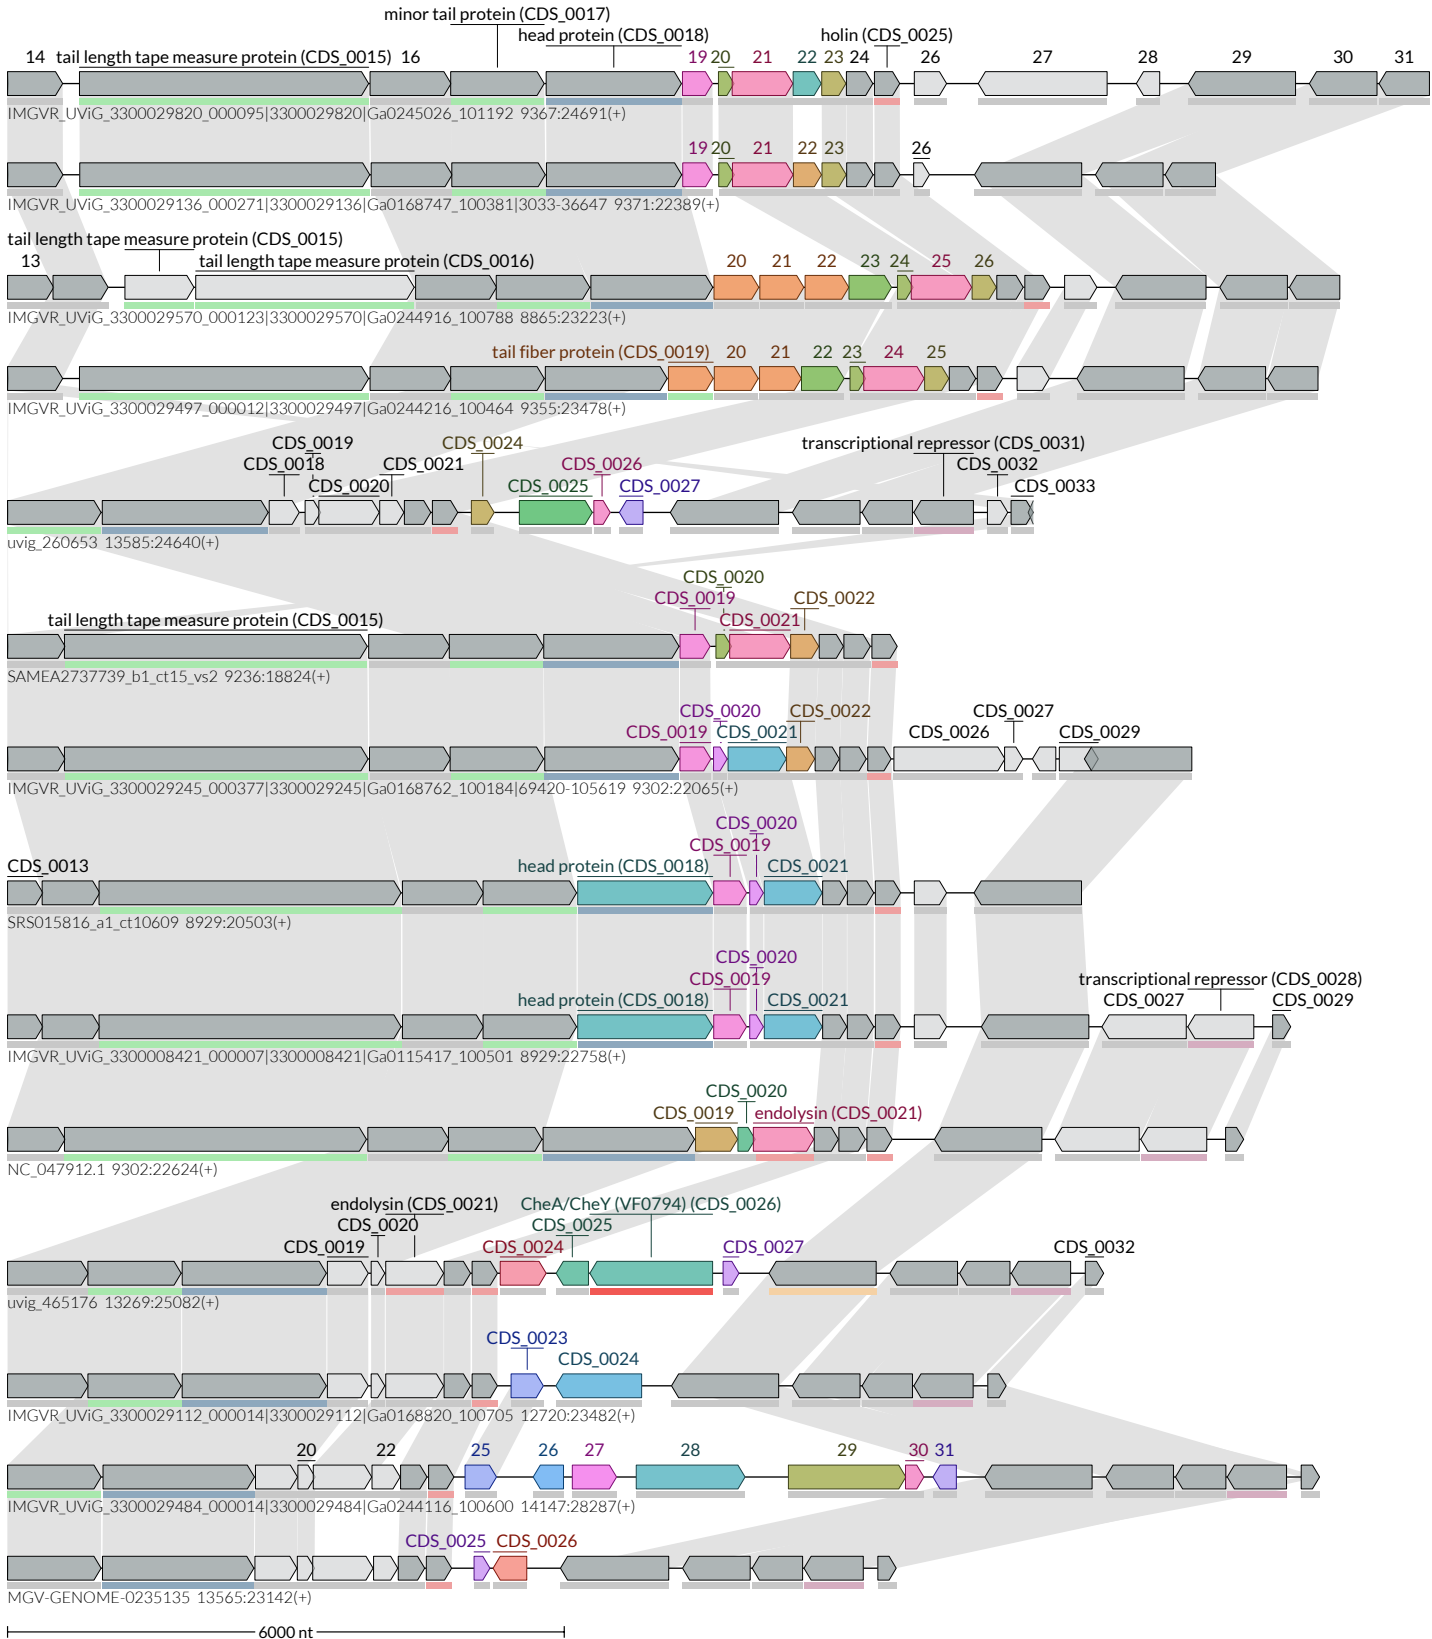 minor tail protein (CDS_0017)
head protein (CDS_0018) holin (CDS_0025)
14 tail length tape measure protein (CDS_0015) 16 19 20 21 22 23 24 26 27 28 29 30 31
IMGVR_UViG_3300029820_000095|3300029820|Ga0245026_101192 9367:24691(+)
19 20 21 22 23 26
IMGVR_UViG_3300029136_000271|3300029136|Ga0168747_100381|3033-36647 9371:22389(+)
tail length tape measure protein (CDS_0015)
13 tail length tape measure protein (CDS_0016) 20 21 22 23 24 25 26
IMGVR_UViG_3300029570_000123|3300029570|Ga0244916_100788 8865:23223(+)
tail fiber protein (CDS_0019) 20 21 22 23 24 25
IMGVR_UViG_3300029497_000012|3300029497|Ga0244216_100464 9355:23478(+)
CDS_0019 CDS_0024 transcriptional repressor (CDS_0031)
CDS_0018 CDS_0021 CDS_0026 CDS_0032
CDS_0020 CDS_0025 CDS_0027 CDS_0033
uvig_260653 13585:24640(+)
CDS_0020
CDS_0019 CDS_0022
tail length tape measure protein (CDS_0015) CDS_0021
SAMEA2737739_b1_ct15_vs2 9236:18824(+)
CDS_0020 CDS_0022 CDS_0027
CDS_0019 CDS_0021 CDS_0026 CDS_0029
IMGVR_UViG_3300029245_000377|3300029245|Ga0168762_100184|69420-105619 9302:22065(+)
CDS_0020
CDS_0019
CDS_0013 head protein (CDS_0018) CDS_0021
SRS015816_a1_ct10609 8929:20503(+)
CDS_0020
CDS_0019 transcriptional repressor (CDS_0028)
head protein (CDS_0018) CDS_0021 CDS_0027 CDS_0029
IMGVR_UViG_3300008421_000007|3300008421|Ga0115417_100501 8929:22758(+)
CDS_0020
CDS_0019 endolysin (CDS_0021)
NC_047912.1 9302:22624(+)
endolysin (CDS_0021) CheA/CheY (VF0794) (CDS_0026)
CDS_0020 CDS_0025
CDS_0019 CDS_0024 CDS_0027 CDS_0032
uvig_465176 13269:25082(+)
CDS_0023
CDS_0024
IMGVR_UViG_3300029112_000014|3300029112|Ga0168820_100705 12720:23482(+)
20 22 25 26 27 28 29 30 31
IMGVR_UViG_3300029484_000014|3300029484|Ga0244116_100600 14147:28287(+)
CDS_0025 CDS_0026
MGV-GENOME-0235135 13565:23142(+)
6000 nt